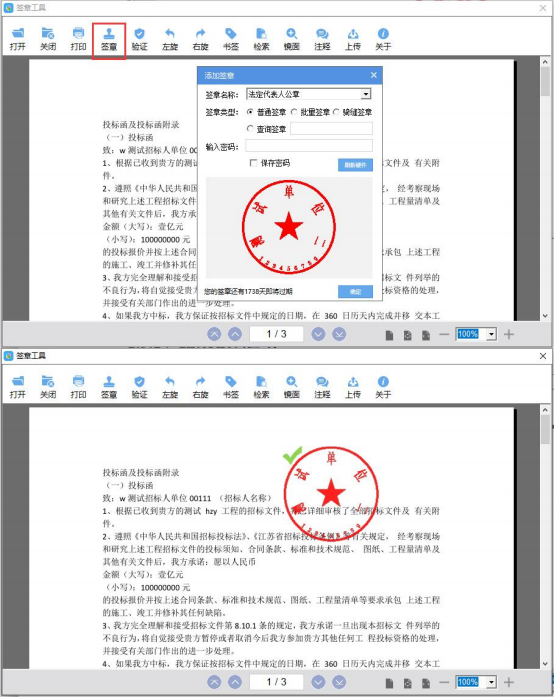 签章工具
打开 关闭 打印 签章 验证 左旋 右旋 书签 检索 镜面 注释 上传 关于
添加签章
签章名称: 法定代表人公章
签章类型: 普通签章 批量签章 骑缝签章
查询签章
输入密码:
保存密码
刷新硬件
测试单位11
123456789
您的签章还有1738天即将过期
确定
投标函及投标函附录
（一）投标函
致：w 测试招标人单位 00
1、根据已收到贵方的测试 标文件及 有关附
件。
2、遵照《中华人民共和国 定， 经考察现场
和研究上述工程招标文件 工程量清单及
其他有关文件后，我方承
金额（大写）：壹亿元
（小写）：100000000 元
的投标报价并按上述合同 求承包 上述工程
的施工、竣工并修补其任
3、我方完全理解和接受招 标文 件列举的
不良行为,将自觉接受贵 投标资格的处理,
并接受有关部门作出的进一步处理。
4、如果我方中标，我方保证按招标文件中规定的日期，在 360 日历天内完成并移 交本工
1 / 3
100%
签章工具
打开 关闭 打印 签章 验证 左旋 右旋 书签 检索 镜面 注释 上传 关于
测试单位11
123456789
投标函及投标函附录
（一）投标函
致：w 测试招标人单位 00111 （招标人名称）
1、根据收到贵方的测试 hzy 工程的招标文件，我已详细审核了全部招标文件及 有关附
件。
2、遵照《中华人民共和国招标投标法》、《江苏省招标投标条例》等有关规定， 经考察现场
和研究上述工程招标文件的投标须知、合同条款、标准和技术规范、 图纸、工程量清单及
其他有关文件后，我方承诺：愿以人民币
金额（大写）：壹亿元
（小写）：100000000 元
的投标报价并按上述合同条款、标准和技术规范、图纸、工程量清单等要求承包 上述工程
的施工、竣工并修补其任何缺陷。
3、我方完全理解和接受招标文件第 8.10.1 条的规定，我方承诺一旦出现本招标文 件列举的
不良行为,将自觉接受贵方暂停或者取消今后我方参加贵方其他任何工 程投标资格的处理,
并接受有关部门作出的进一步处理。
4、如果我方中标，我方保证按招标文件中规定的日期，在 360 日历天内完成并移 交本工
1 / 3
100%